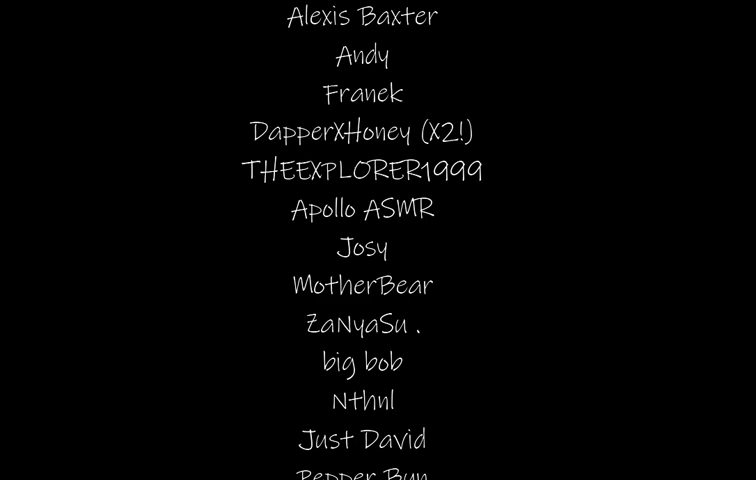 Alexis Baxter
Andy
Franek
DapperXHoney (X2!)
THEEXPLORER1999
Apollo ASMR
Josy
MotherBear
ZaNyaSu .
big bob
Nthnl
Just David
Pepper Bun